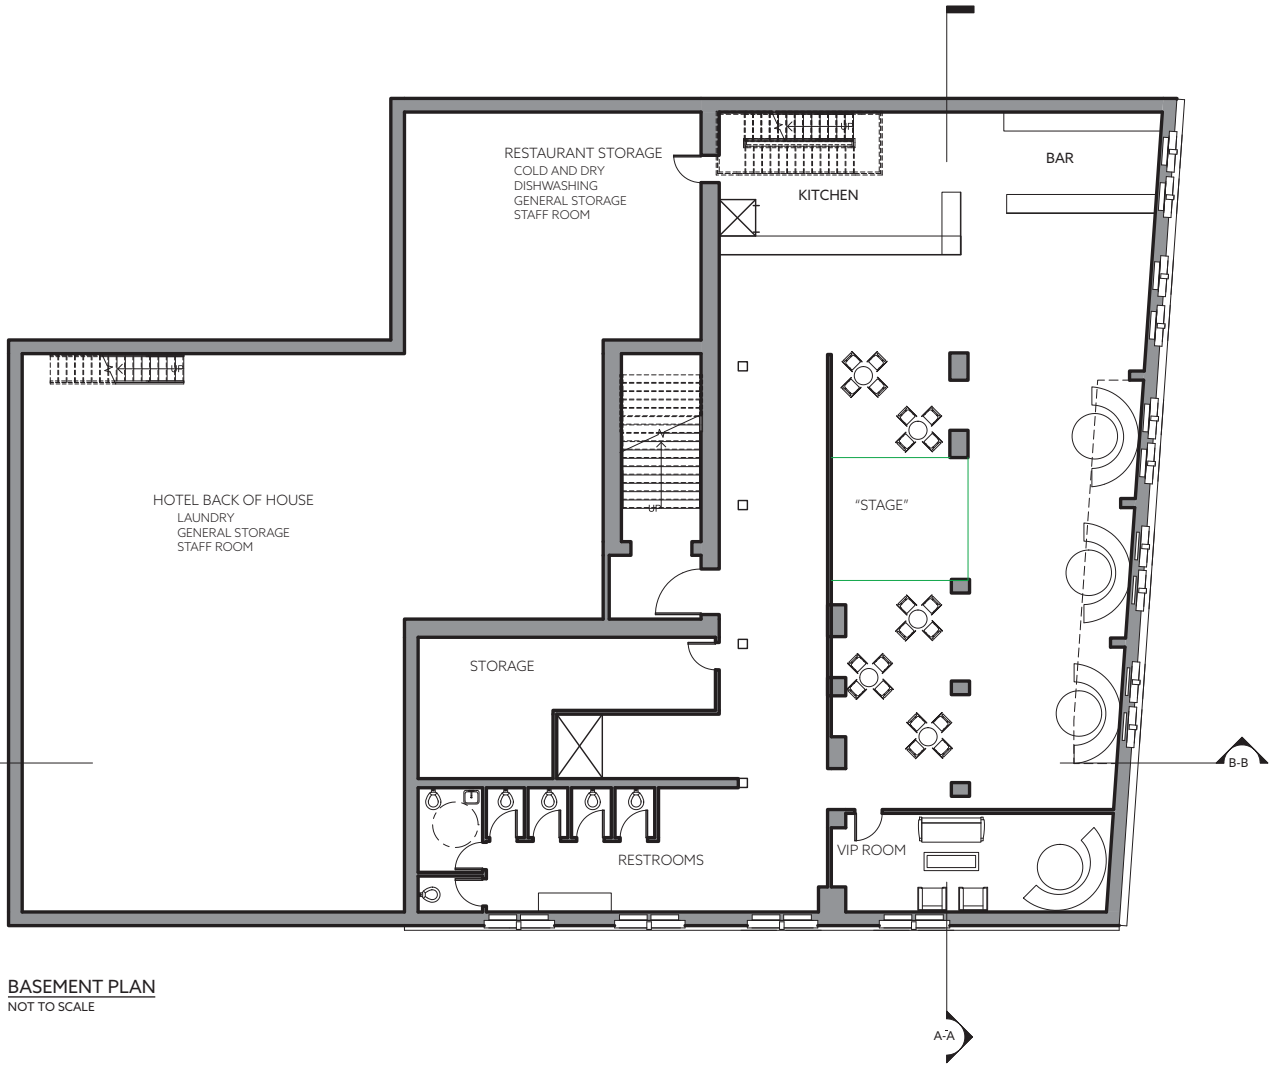 UP
RESTAURANT STORAGE
COLD AND DRY
DISHWASHING
GENERAL STORAGE
STAFF ROOM
BAR
KITCHEN
UP
HOTEL BACK OF HOUSE
LAUNDRY
GENERAL STORAGE
STAFF ROOM
UP
“STAGE”
STORAGE
B-B
VIP ROOM
RESTROOMS
BASEMENT PLAN
NOT TO SCALE
A-A